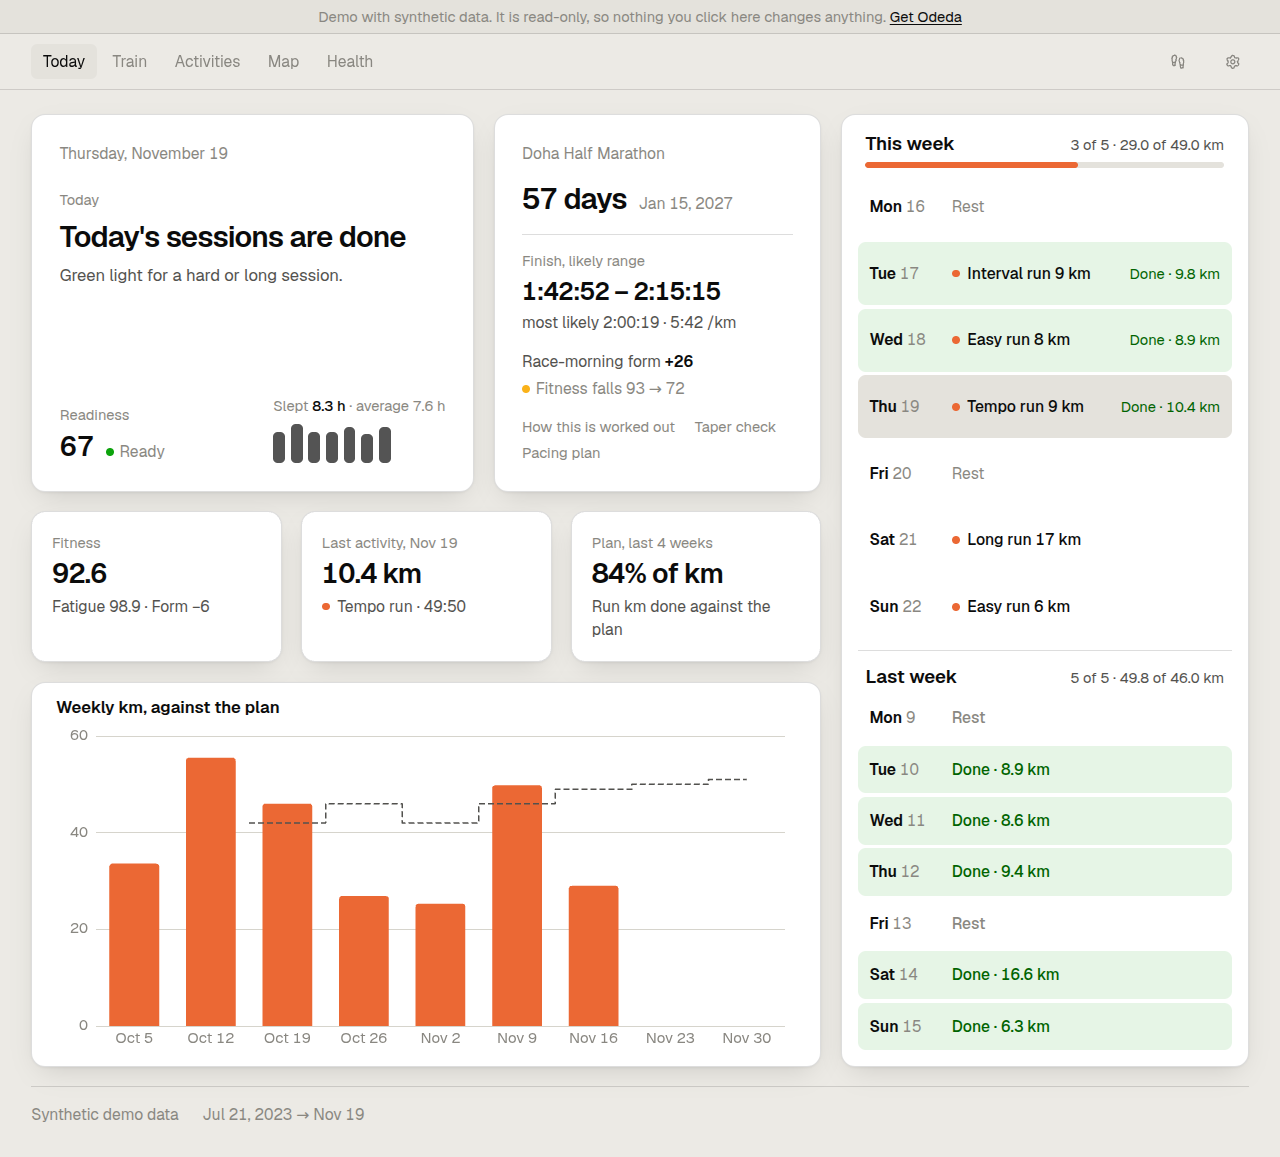 Demo with synthetic data. It is read-only, so nothing you click here changes anything. Get Odeda
Today Train Activities Map Health
Thursday, November 19
Today
Today's sessions are done
Green light for a hard or long session.
Readiness
67 Ready
Slept 8.3 h · average 7.6 h
Doha Half Marathon
57 days Jan 15, 2027
Finish, likely range
1:42:52 – 2:15:15
most likely 2:00:19 · 5:42 /km
Race-morning form +26
Fitness falls 93 → 72
How this is worked out Taper check
Pacing plan
Fitness
92.6
Fatigue 98.9 · Form −6
Last activity, Nov 19
10.4 km
Tempo run · 49:50
Plan, last 4 weeks
84% of km
Run km done against the
plan
Weekly km, against the plan
60
40
20
0
Oct 5 Oct 12 Oct 19 Oct 26 Nov 2 Nov 9 Nov 16 Nov 23 Nov 30
This week 3 of 5 · 29.0 of 49.0 km
Mon 16 Rest
Tue 17 Interval run 9 km Done · 9.8 km
Wed 18 Easy run 8 km Done · 8.9 km
Thu 19 Tempo run 9 km Done · 10.4 km
Fri 20 Rest
Sat 21 Long run 17 km
Sun 22 Easy run 6 km
Last week 5 of 5 · 49.8 of 46.0 km
Mon 9 Rest
Tue 10 Done · 8.9 km
Wed 11 Done · 8.6 km
Thu 12 Done · 9.4 km
Fri 13 Rest
Sat 14 Done · 16.6 km
Sun 15 Done · 6.3 km
Synthetic demo data Jul 21, 2023 → Nov 19